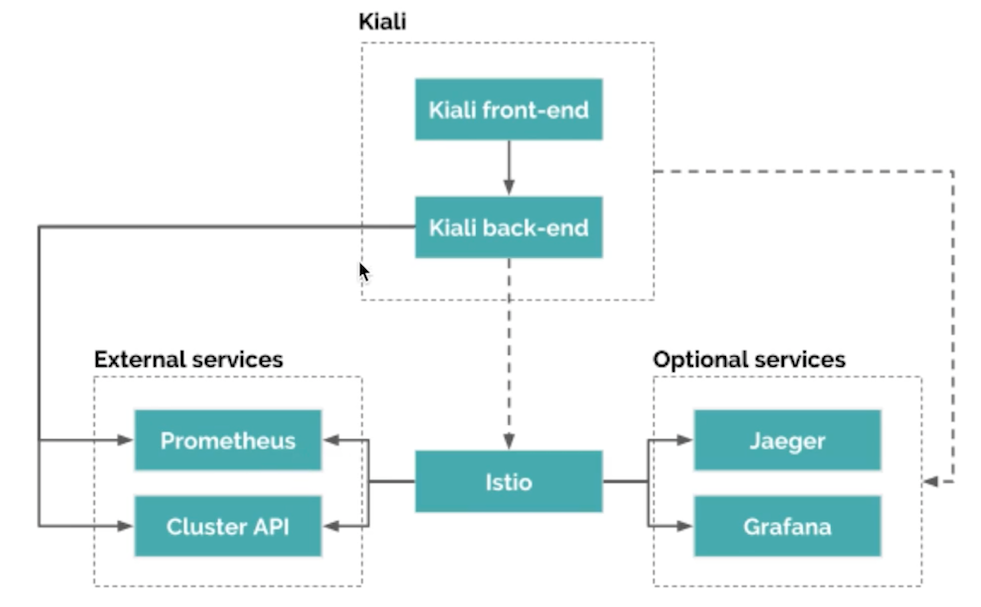 Kiali
Kiali front-end
Kiali back-end
External services
Prometheus
Cluster API
Istio
Optional services
Jaeger
Grafana